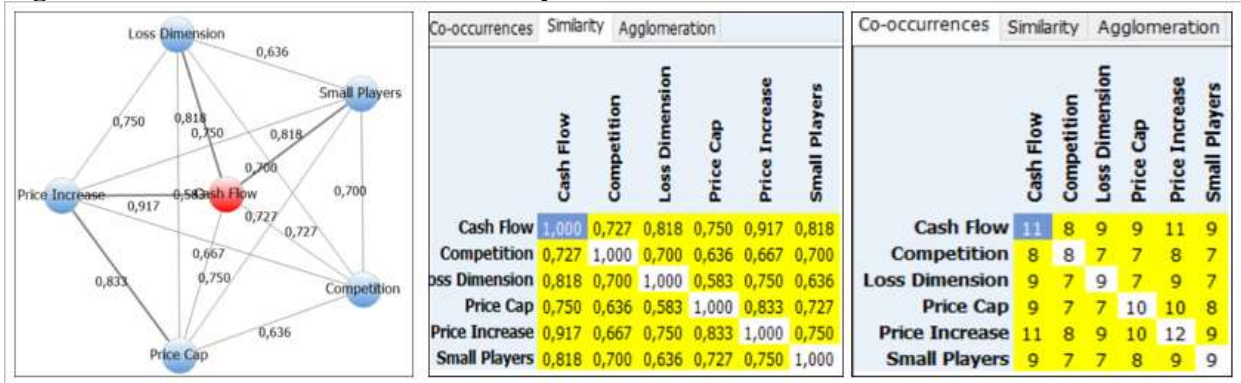 Loss Dimension
0,636
Small Players
0,750
0,818
0,750
0,818
0,700
Price Increase
0,583
Cash Flow
0,700
0,917
0,727
0,727
0,667
0,833
0,750
Competition
0,636
Price Cap
Co-occurrences Similarity Agglomeration
Cash Flow Competition Loss Dimension Price Cap Price Increase Small Players
Cash Flow 1,000 0,727 0,818 0,750 0,917 0,818
Competition 0,727 1,000 0,700 0,636 0,667 0,700
oss Dimension 0,818 0,700 1,000 0,583 0,750 0,636
Price Cap 0,750 0,636 0,583 1,000 0,833 0,727
Price Increase 0,917 0,667 0,750 0,833 1,000 0,750
Small Players 0,818 0,700 0,636 0,727 0,750 1,000
Co-occurrences Similarity Agglomeration
Cash Flow Competition Loss Dimension Price Cap Price Increase Small Players
Cash Flow 11 8 9 9 11 9
Competition 8 8 7 7 8 7
Loss Dimension 9 7 9 7 9 7
Price Cap 9 7 7 10 10 8
Price Increase 11 8 9 10 12 9
Small Players 9 7 7 8 9 9